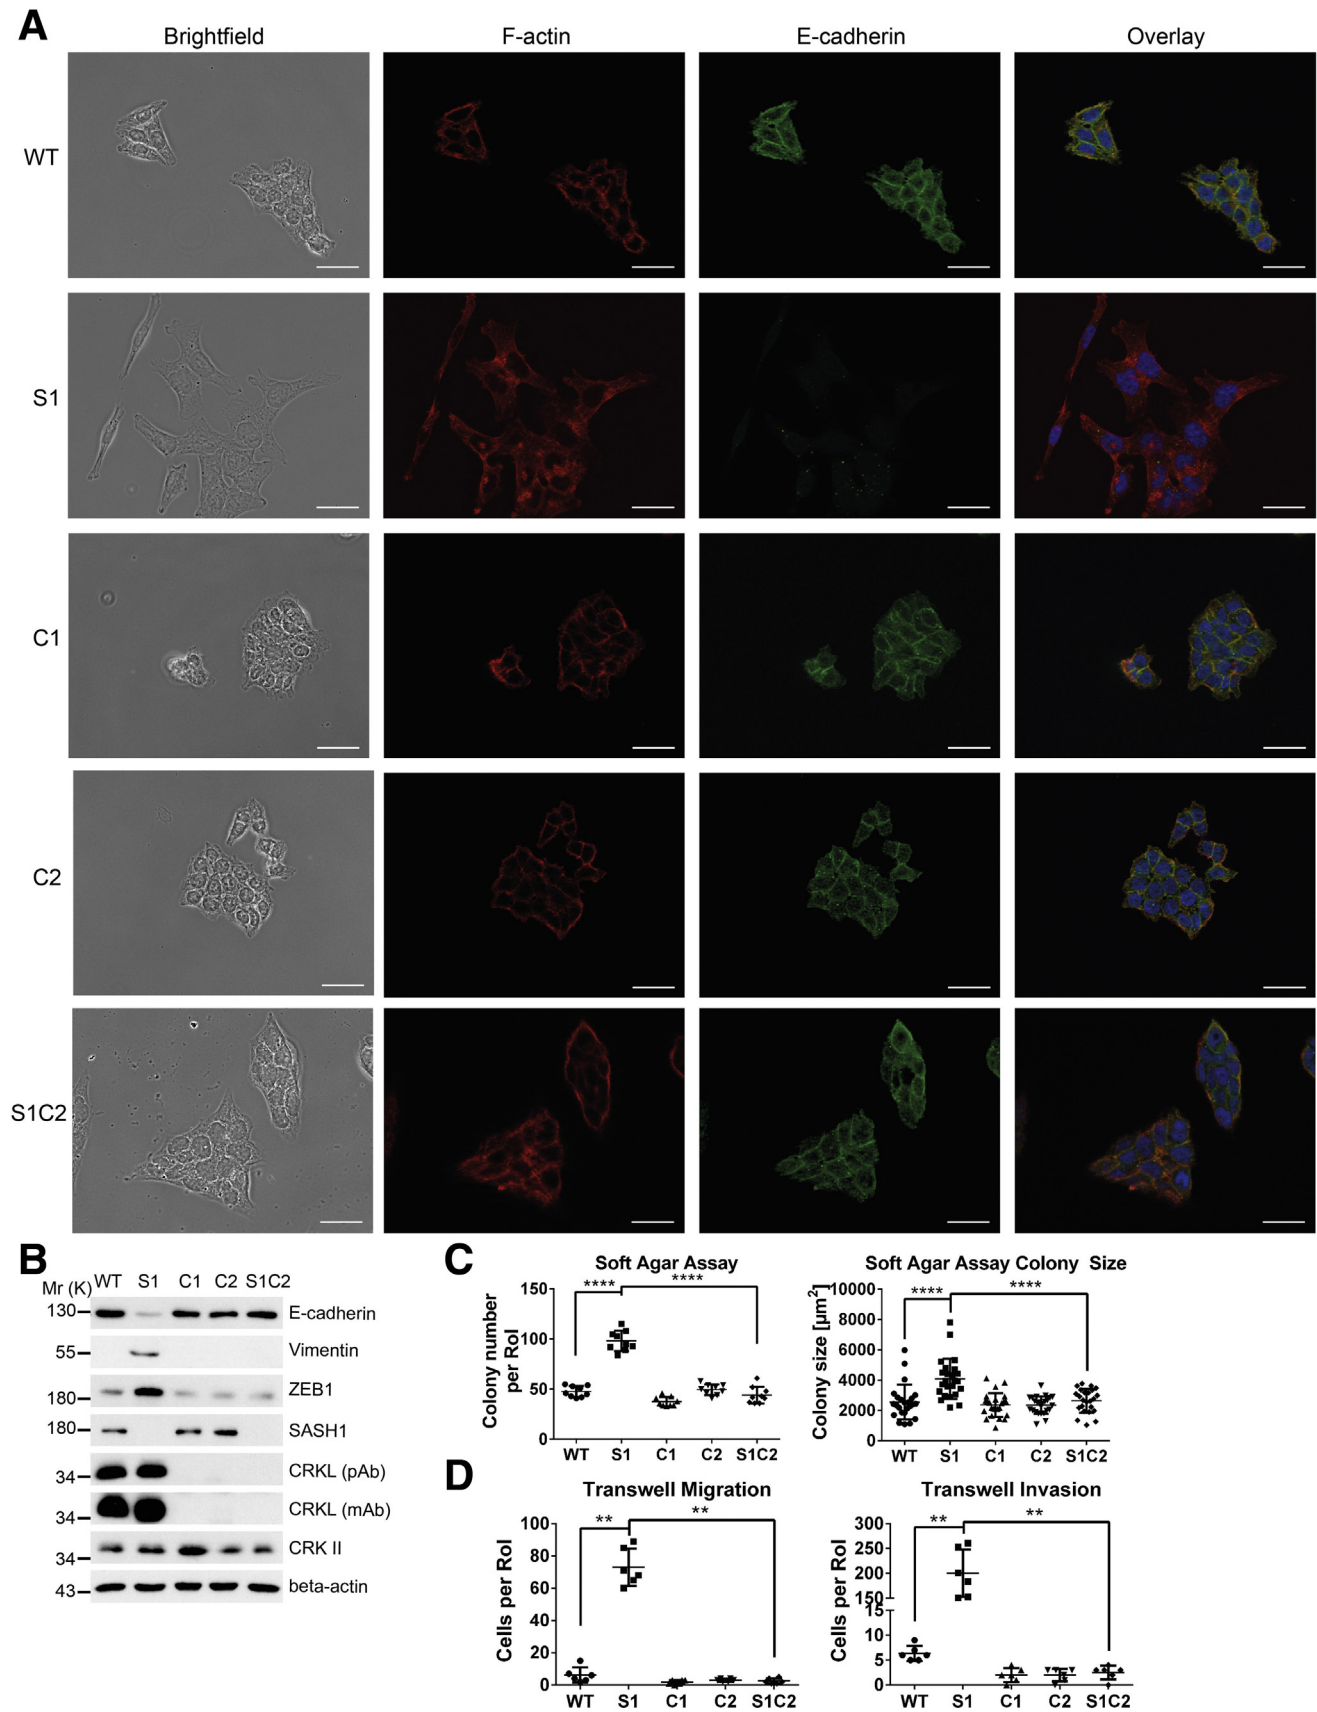 A
Brightfield F-actin E-cadherin Overlay
WT
S1
C1
C2
S1C2
B
Mr (K) WT S1 C1 C2 S1C2
130 E-cadherin
55 Vimentin
180 ZEB1
180 SASH1
34 CRKL (pAb)
34 CRKL (mAb)
34 CRK II
43 beta-actin
C
Soft Agar Assay
Colony number
per RoI
150
100
50
0
**** ****
WT S1 C1 C2 S1C2
Soft Agar Assay Colony Size
Colony size [µm²]
10000
8000
6000
4000
2000
0
**** ****
WT S1 C1 C2 S1C2
D
Transwell Migration
Cells per RoI
100
80
60
40
20
0
** **
WT S1 C1 C2 S1C2
Transwell Invasion
Cells per RoI
300
250
200
150
15
10
5
0
** **
WT S1 C1 C2 S1C2